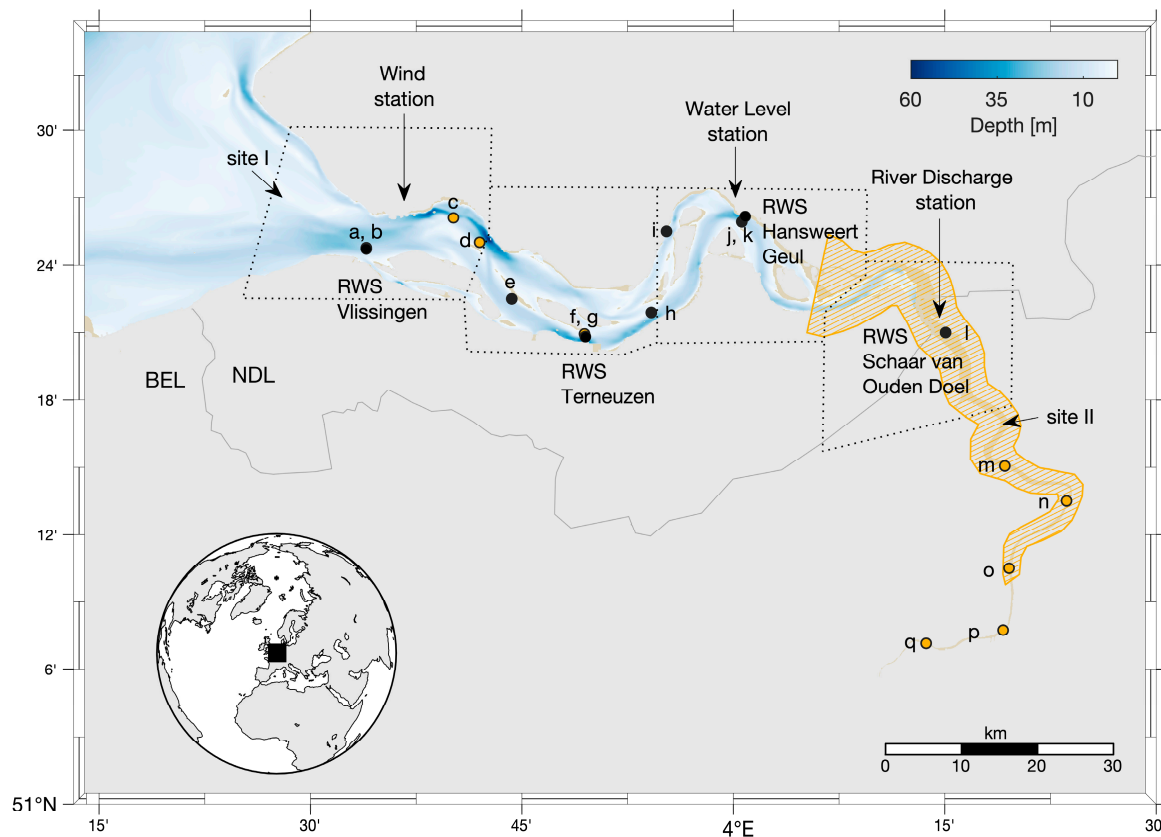 Wind
station
60
35
10
Depth [m]
30'
Water Level
station
site I
River Discharge
station
c
RWS
Hansweert
Geul
a, b
d
i
j, k
24'
RWS
Vlissingen
e
f, g
h
l
RWS
Schaar van
Ouden Doel
BEL
NDL
RWS
Terneuzen
18'
site II
m
n
12'
o
p
q
6'
km
0
10
20
30
51°N
15'
30'
45'
4°E
15'
30